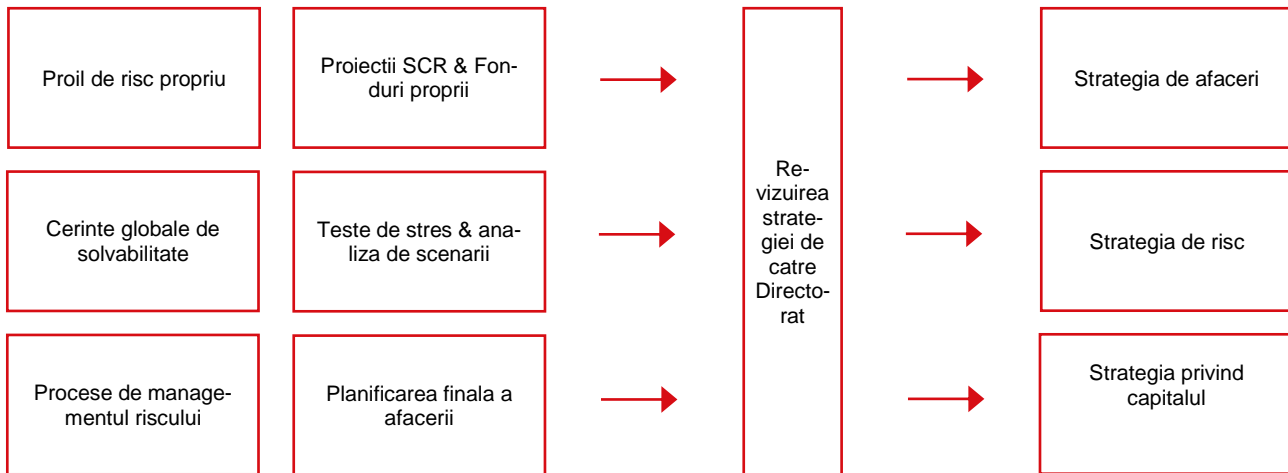 Proil de risc propriu
Proiectii SCR & Fon-
duri proprii
Strategia de afaceri
Cerinte globale de
solvabilitate
Teste de stres & ana-
liza de scenarii
Re-
vizuirea
strate-
giei de
catre
Directo-
rat
Strategia de risc
Procese de manage-
mentul riscului
Planificarea finala a
afacerii
Strategia privind
capitalul